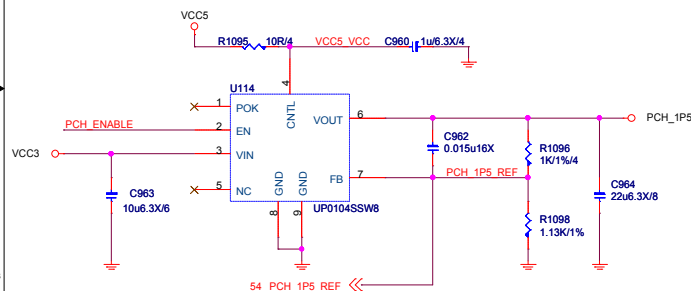 VCC5
R1095 10R/4 VCC5_VCC C960 1u/6.3X/4
U114
4
1 POK CNTL
PCH_ENABLE 2 EN VOUT 6 PCH_1P5
C962
0.015u16X
R1096
1K/1%/4
VCC3 3 VIN
FB 7 PCH_1P5_REF
5 NC
C963
10u6.3X/6
GND GND
8 9
UP0104SSW8
C964
22u6.3X/8
R1098
1.13K/1%
54 PCH_1P5_REF